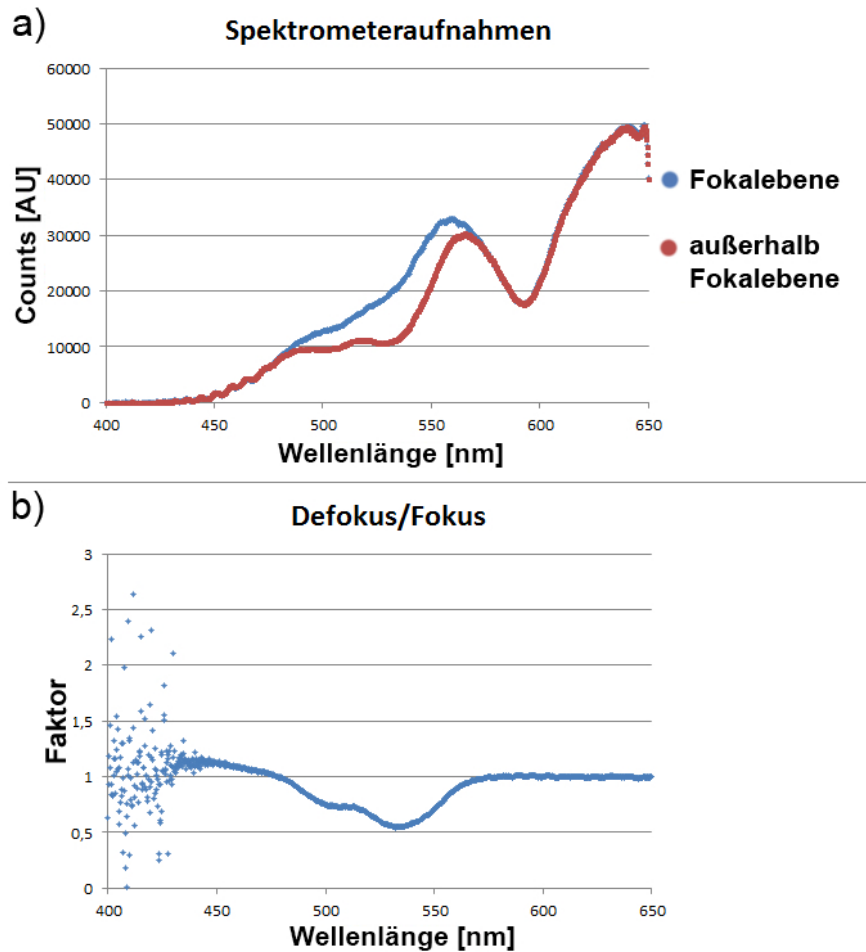 a)
Spektrometeraufnahmen
60000
50000
40000
30000
20000
10000
0
Counts [AU]
400 450 500 550 600 650
Wellenlänge [nm]
Fokalebene
außerhalb
Fokalebene
b)
Defokus/Fokus
3
2,5
2
1,5
1
0,5
0
Faktor
400 450 500 550 600 650
Wellenlänge [nm]